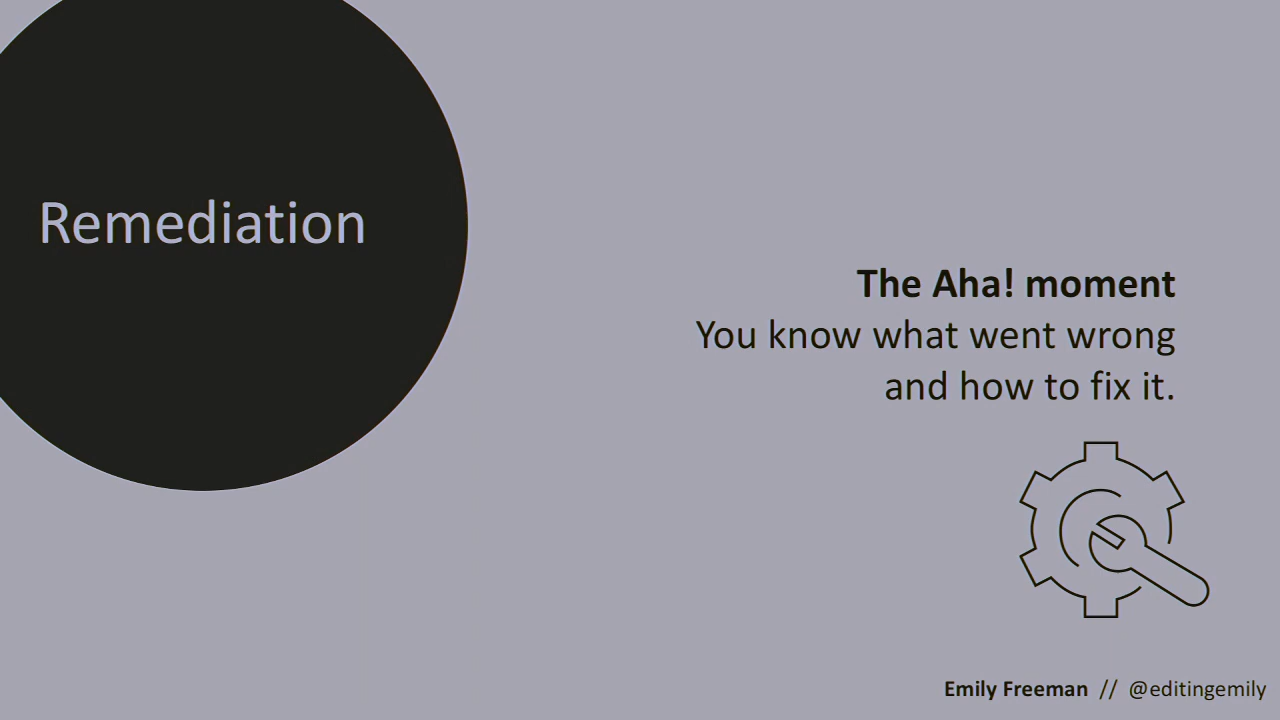 Remediation
The Aha! moment
You know what went wrong
and how to fix it.
Emily Freeman // @editingemily